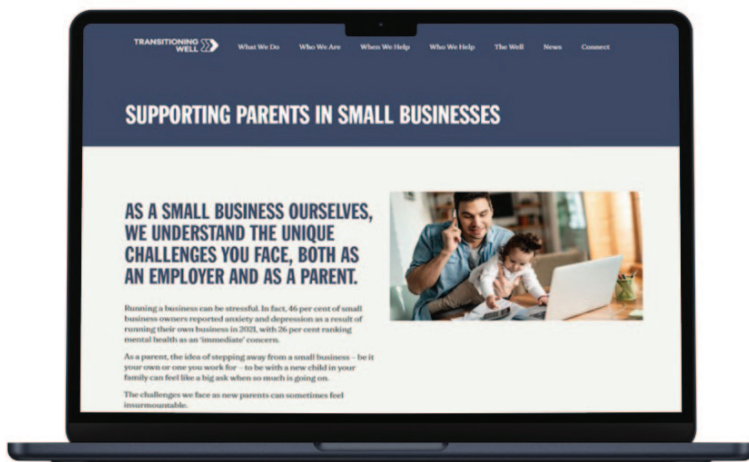 TRANSITIONING
WELL
What We Do
Who We Are
When We Help
Who We Help
The Well
News
Connect
SUPPORTING PARENTS IN SMALL BUSINESSES
AS A SMALL BUSINESS OURSELVES,
WE UNDERSTAND THE UNIQUE
CHALLENGES YOU FACE, BOTH AS
AN EMPLOYER AND AS A PARENT.
Running a business can be stressful. In fact, 46 per cent of small
business owners reported anxiety and depression as a result of
running their own business in 2021, with 26 per cent ranking
mental health as an ‘immediate’ concern.
As a parent, the idea of stepping away from a small business – be it
your own or one you work for – to be with a new child in your
family can feel like a big ask when so much is going on.
The challenges we face as new parents can sometimes feel
insurmountable.